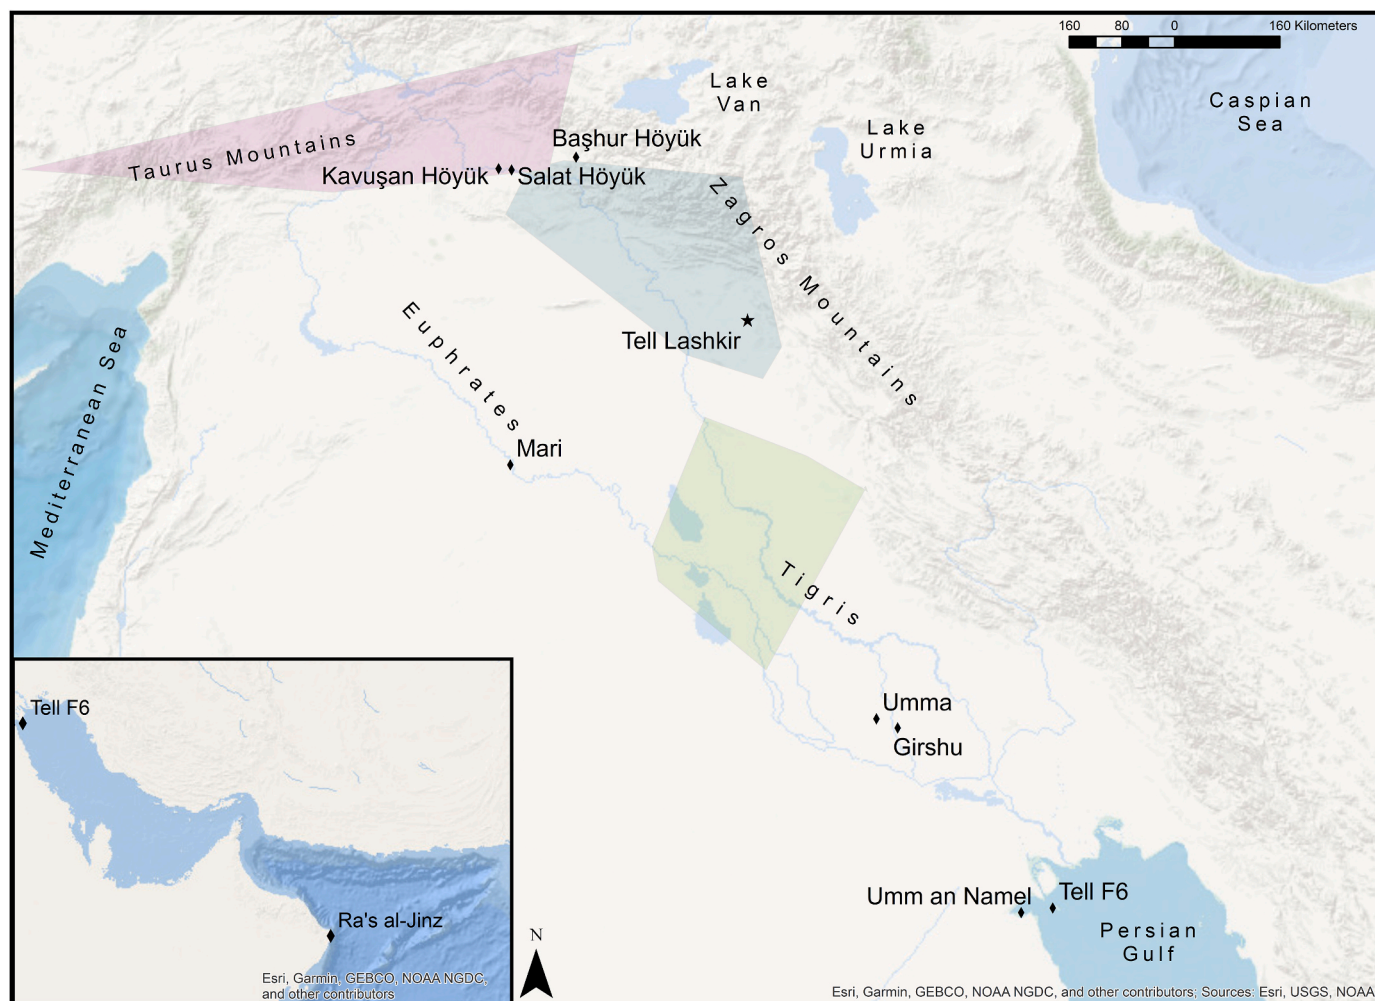 160 80 0 160 Kilometers
Lake
Van
Caspian
Sea
Lake
Urmia
Başhur Höyük
Taurus Mountains
Kavuşan Höyük
Salat Höyük
Zagros Mountains
Euphrates
Tell Lashkir
Mediterranean Sea
Mari
Tigris
Umma
Girshu
Tell F6
Umm an Namel
Tell F6
Ra's al-Jinz
Persian
Gulf
N
Esri, Garmin, GEBCO, NOAA NGDC,
and other contributors
Esri, Garmin, GEBCO, NOAA NGDC, and other contributors; Sources: Esri, USGS, NOAA